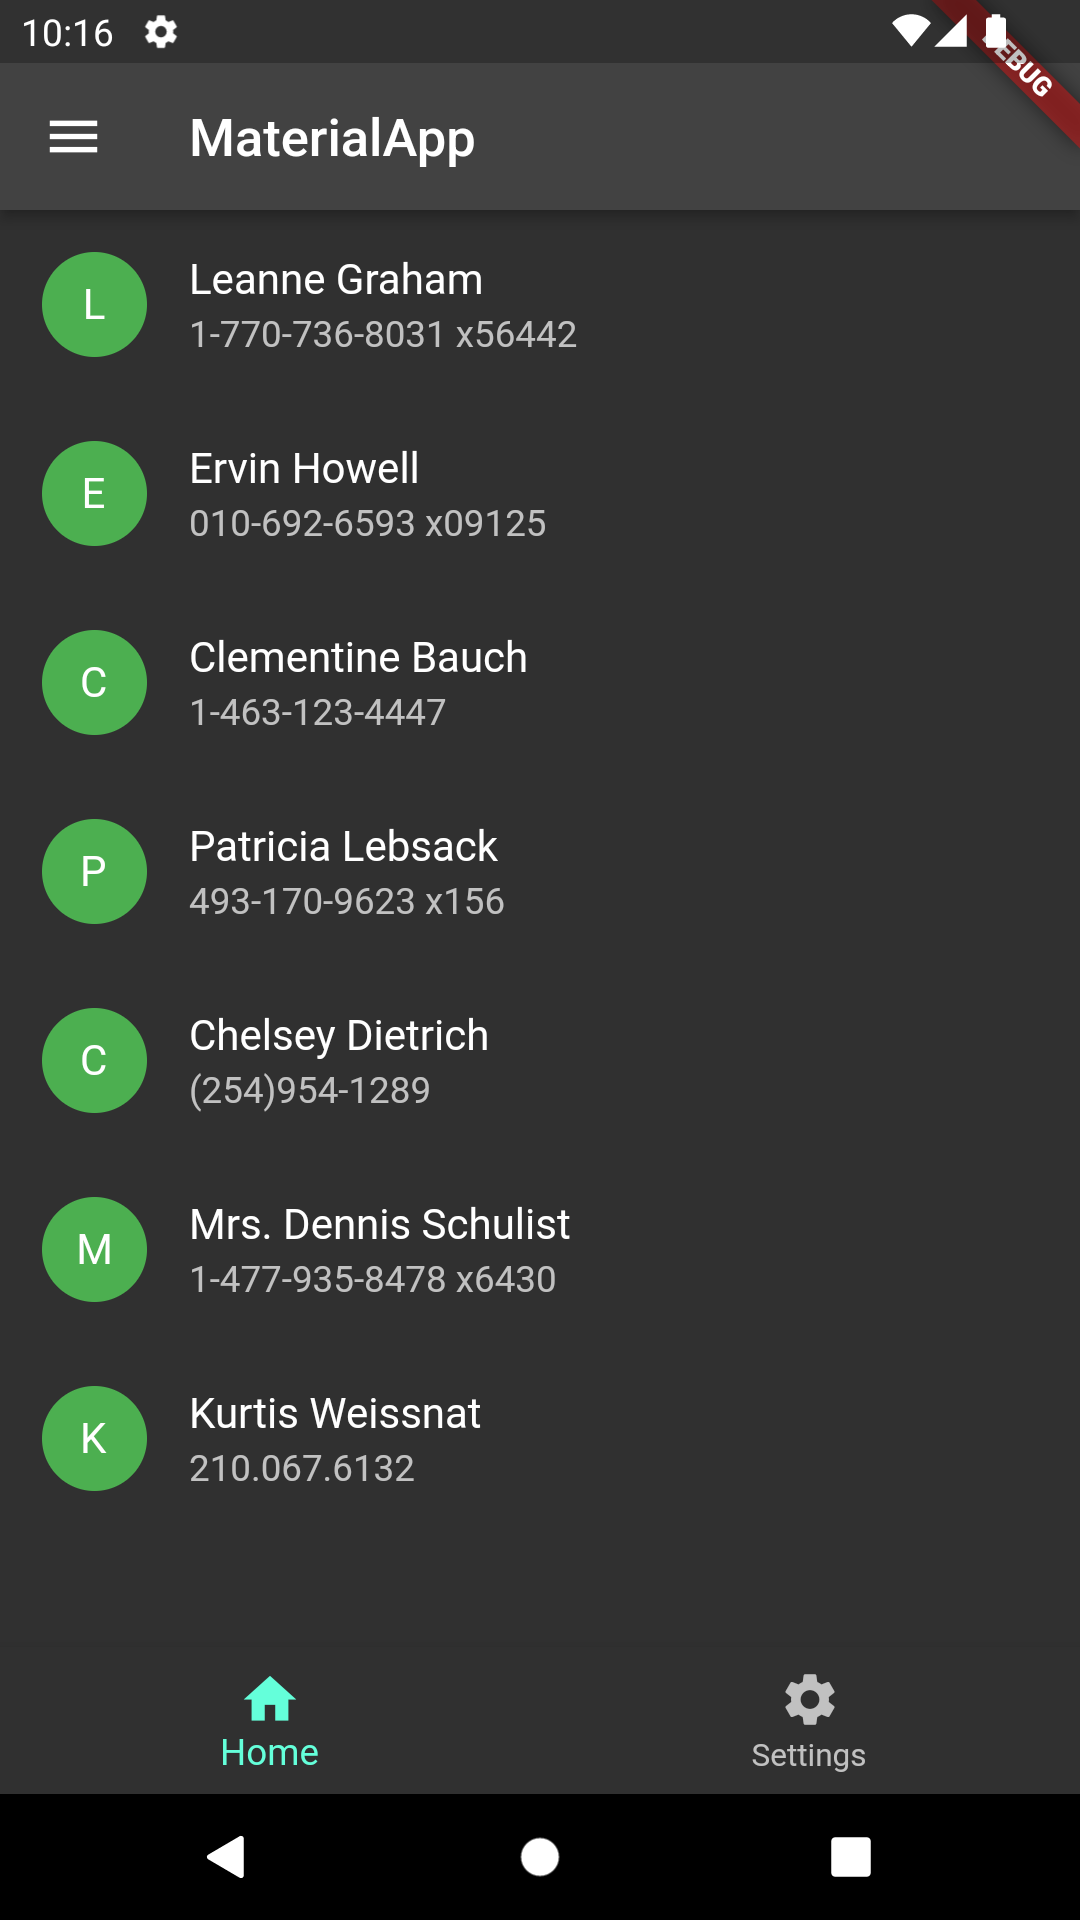 10:16
DEBUG
MaterialApp
L
Leanne Graham
1-770-736-8031 x56442
E
Ervin Howell
010-692-6593 x09125
C
Clementine Bauch
1-463-123-4447
P
Patricia Lebsack
493-170-9623 x156
C
Chelsey Dietrich
(254)954-1289
M
Mrs. Dennis Schulist
1-477-935-8478 x6430
K
Kurtis Weissnat
210.067.6132
Home
Settings